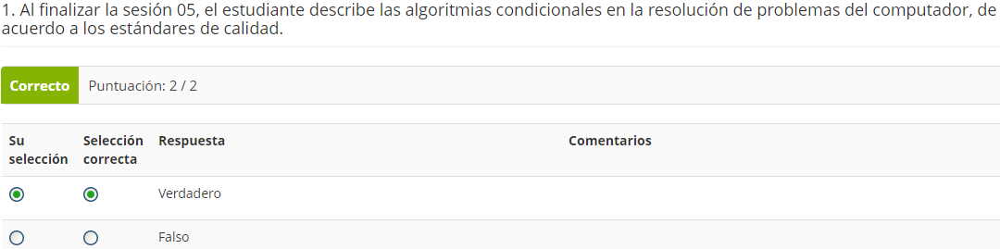 1. Al finalizar la sesión 05, el estudiante describe las algoritmias condicionales en la resolución de problemas del computador, de
acuerdo a los estándares de calidad.
Correcto Puntuación: 2 / 2
Su selección Selección correcta Respuesta Comentarios
Verdadero
Falso